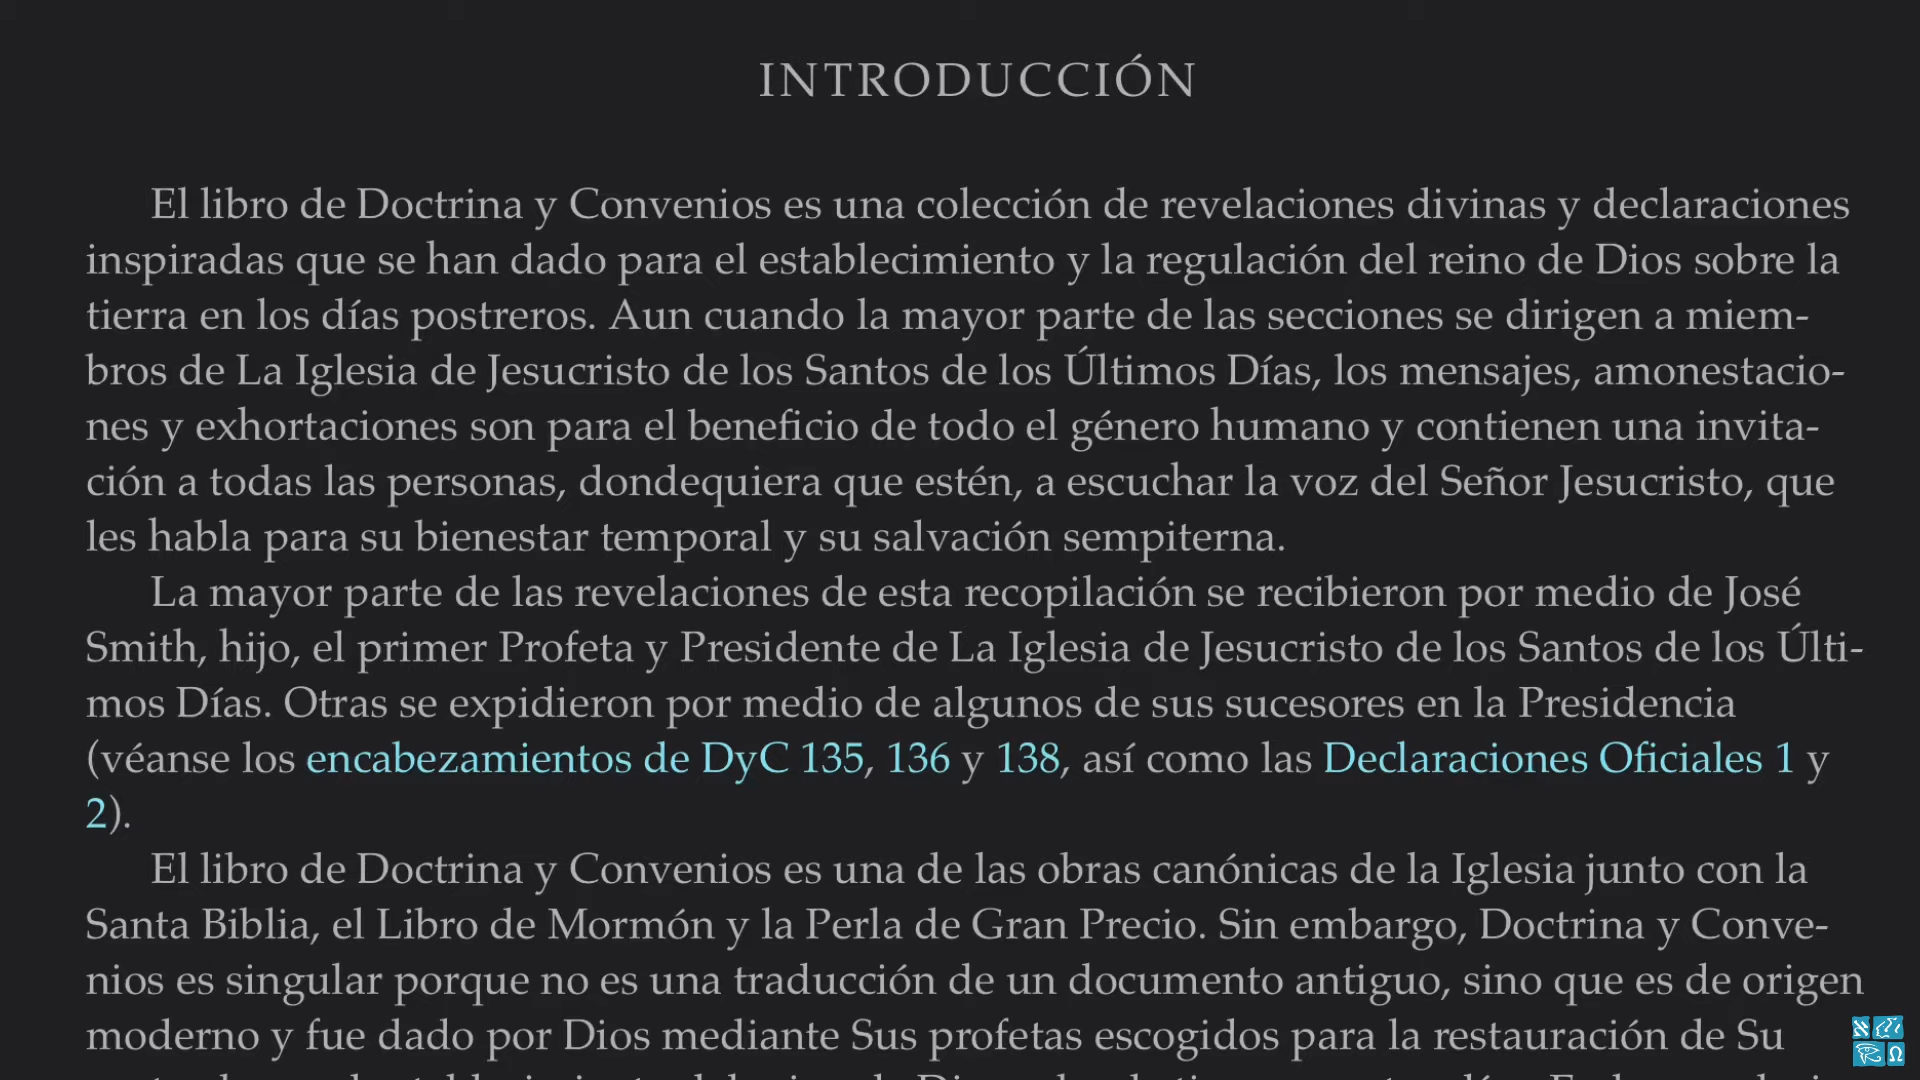 INTRODUCCIÓN
El libro de Doctrina y Convenios es una colección de revelaciones divinas y declaraciones
inspiradas que se han dado para el establecimiento y la regulación del reino de Dios sobre la
tierra en los días postreros. Aun cuando la mayor parte de las secciones se dirigen a miem-
bros de La Iglesia de Jesucristo de los Santos de los Últimos Días, los mensajes, amonestacio-
nes y exhortaciones son para el beneficio de todo el género humano y contienen una invita-
ción a todas las personas, dondequiera que estén, a escuchar la voz del Señor Jesucristo, que
les habla para su bienestar temporal y su salvación sempiterna.
La mayor parte de las revelaciones de esta recopilación se recibieron por medio de José
Smith, hijo, el primer Profeta y Presidente de La Iglesia de Jesucristo de los Santos de los Últi-
mos Días. Otras se expidieron por medio de algunos de sus sucesores en la Presidencia
(véanse los encabezamientos de DyC 135, 136 y 138, así como las Declaraciones Oficiales 1 y
2).
El libro de Doctrina y Convenios es una de las obras canónicas de la Iglesia junto con la
Santa Biblia, el Libro de Mormón y la Perla de Gran Precio. Sin embargo, Doctrina y Conve-
nios es singular porque no es una traducción de un documento antiguo, sino que es de origen
moderno y fue dado por Dios mediante Sus profetas escogidos para la restauración de Su